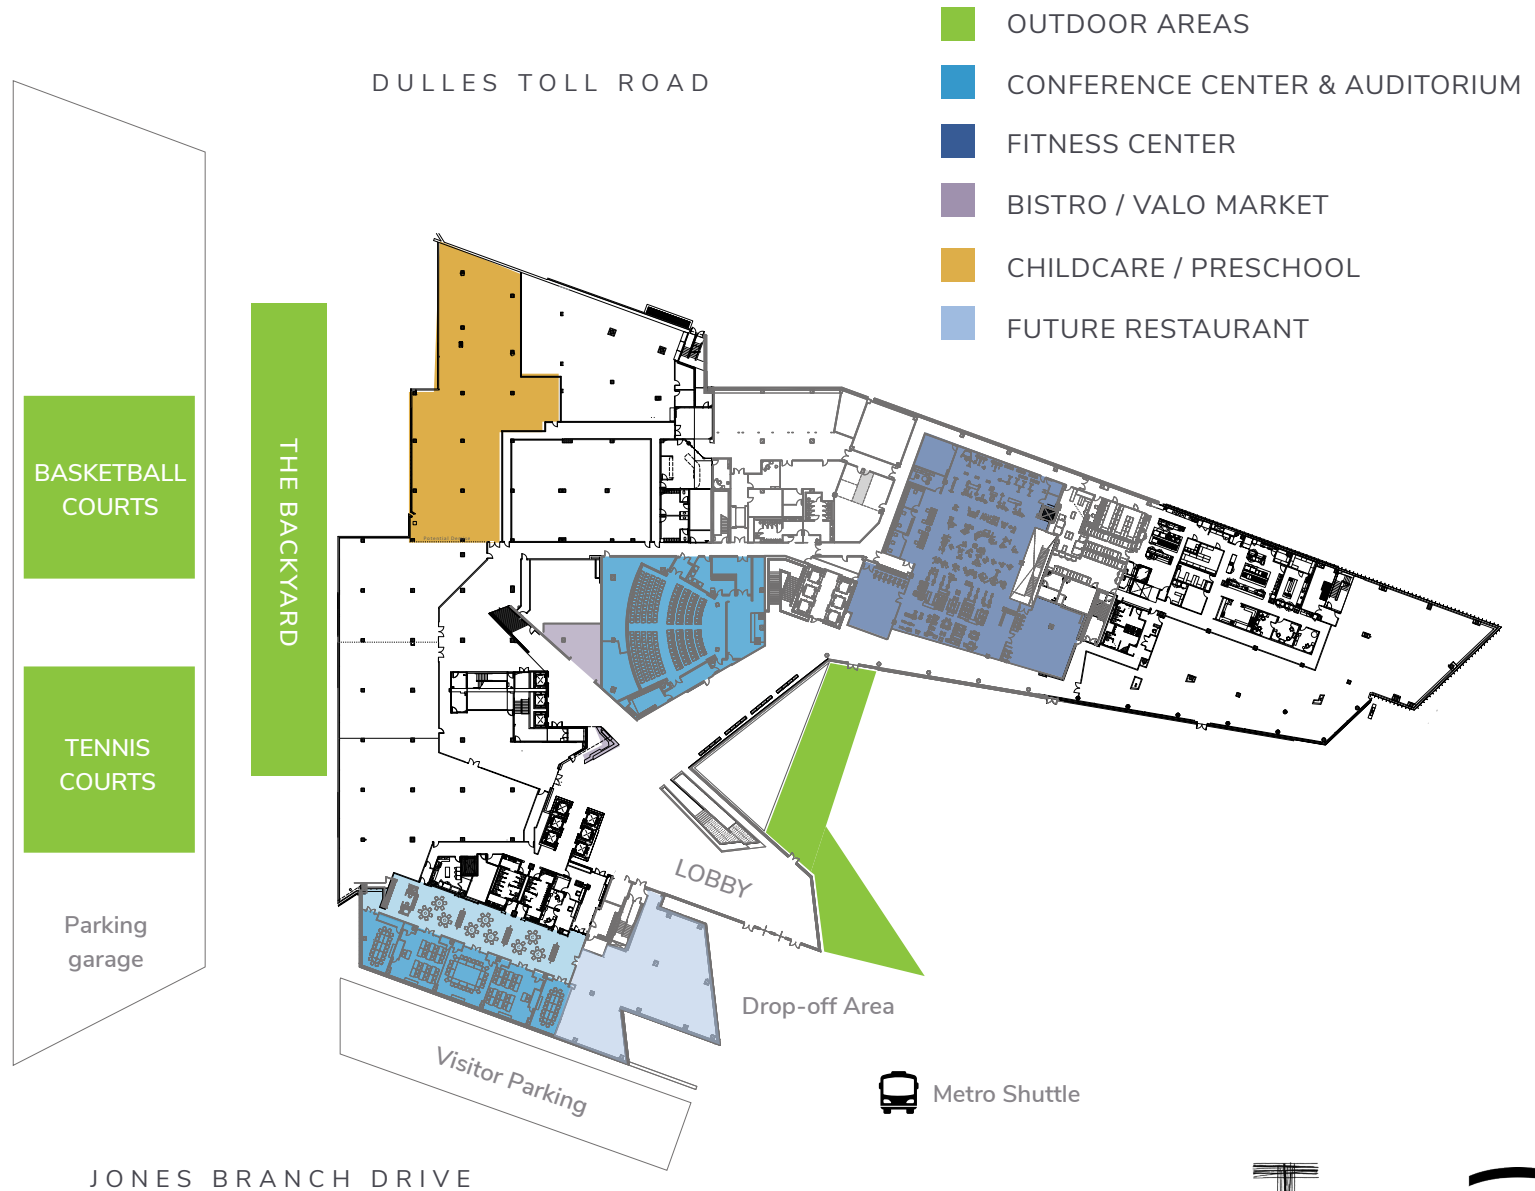 OUTDOOR AREAS
DULLES TOLL ROAD
CONFERENCE CENTER & AUDITORIUM
FITNESS CENTER
BISTRO / VALO MARKET
CHILDCARE / PRESCHOOL
FUTURE RESTAURANT
BASKETBALL
COURTS
THE BACKYARD
TENNIS
COURTS
LOBBY
Parking
garage
Drop-off Area
Visitor Parking
Metro Shuttle
JONES BRANCH DRIVE